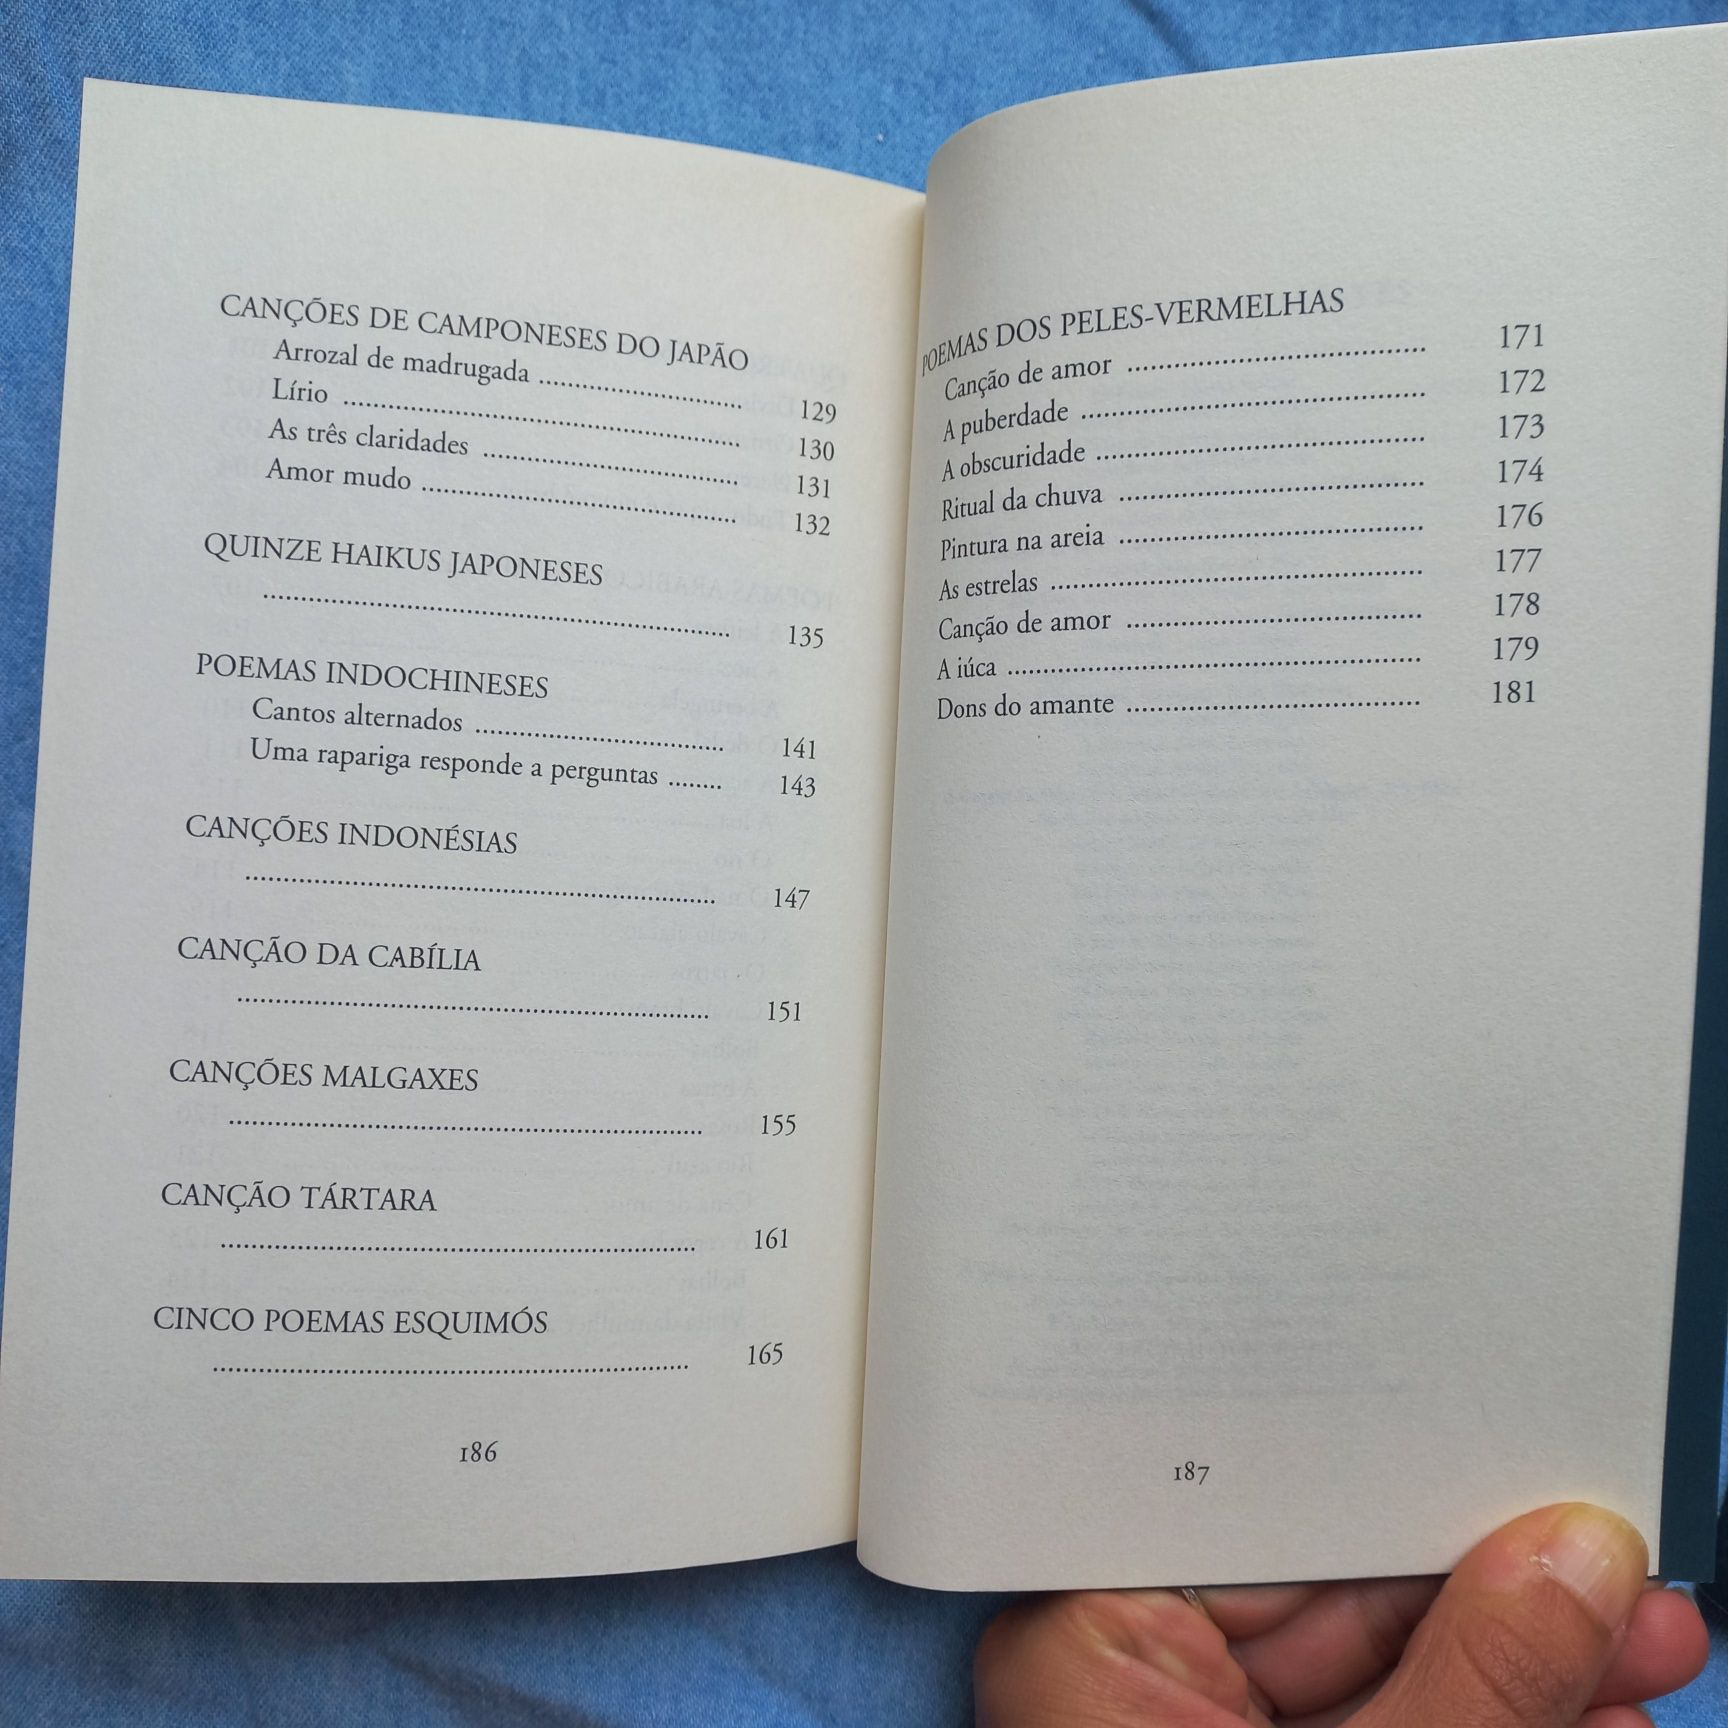 CANÇÕES DE CAMPONESES DO JAPÃO
Arrozal de madrugada ........................... 129
Lírio ..................................................... 130
As três claridades .................................. 131
Amor mudo ......................................... 132
QUINZE HAIKUS JAPONESES
............................................................. 135
POEMAS INDOCHINESES
Cantos alternados ................................. 141
Uma rapariga responde a perguntas ........ 143
CANÇÕES INDONÉSIAS
............................................................. 147
CANÇÃO DA CABÍLIA
............................................................. 151
CANÇÕES MALGAXES
............................................................. 155
CANÇÃO TÁRTARA
............................................................. 161
CINCO POEMAS ESQUIMÓS
............................................................. 165
186
POEMAS DOS PELES-VERMELHAS
Canção de amor ..................................... 171
A puberdade .......................................... 172
A obscuridade ........................................ 173
Ritual da chuva ...................................... 174
Pintura na areia ...................................... 176
As estrelas .............................................. 177
Canção de amor ..................................... 178
A iúca .................................................... 179
Dons do amante ..................................... 181
187